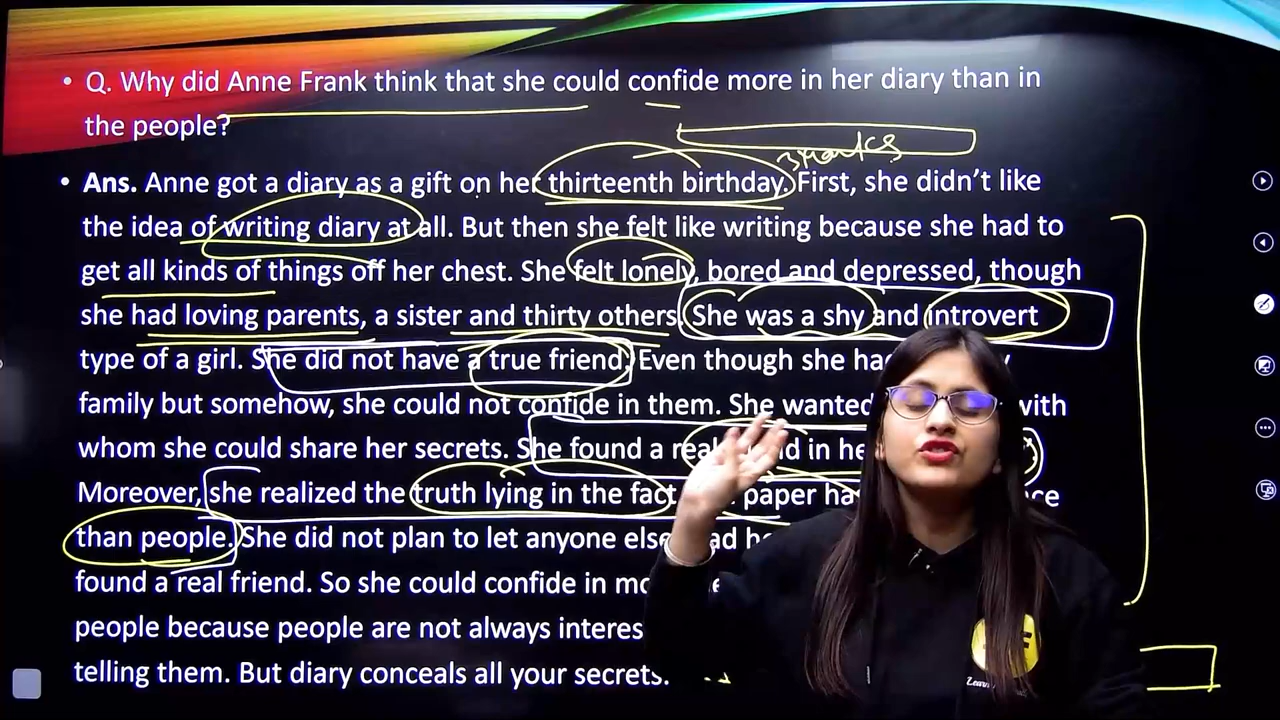 • Q. Why did Anne Frank think that she could confide more in her diary than in
the people?
3 marks
• Ans. Anne got a diary as a gift on her thirteenth birthday. First, she didn't like
the idea of writing diary at all. But then she felt like writing because she had to
get all kinds of things off her chest. She felt lonely, bored and depressed, though
she had loving parents, a sister and thirty others. She was a shy and introvert
type of a girl. She did not have a true friend. Even though she had
family but somehow, she could not confide in them. She wanted with
whom she could share her secrets. She found a real in
Moreover, she realized the truth lying in the fact paper
than people. She did not plan to let anyone else
found a real friend. So she could confide in
people because people are not always
telling them. But diary conceals all your secrets.